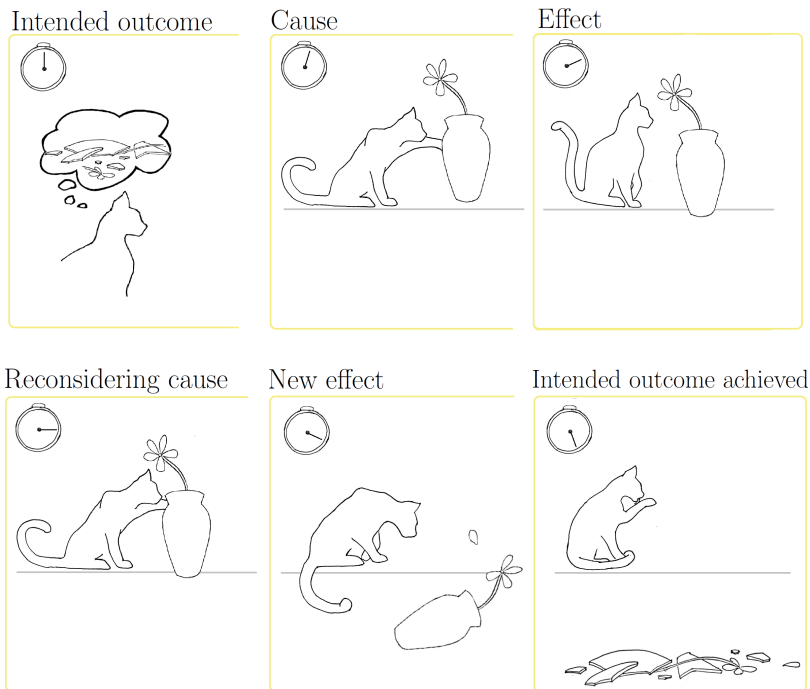 Intended outcome
Cause
Effect
Reconsidering cause
New effect
Intended outcome achieved